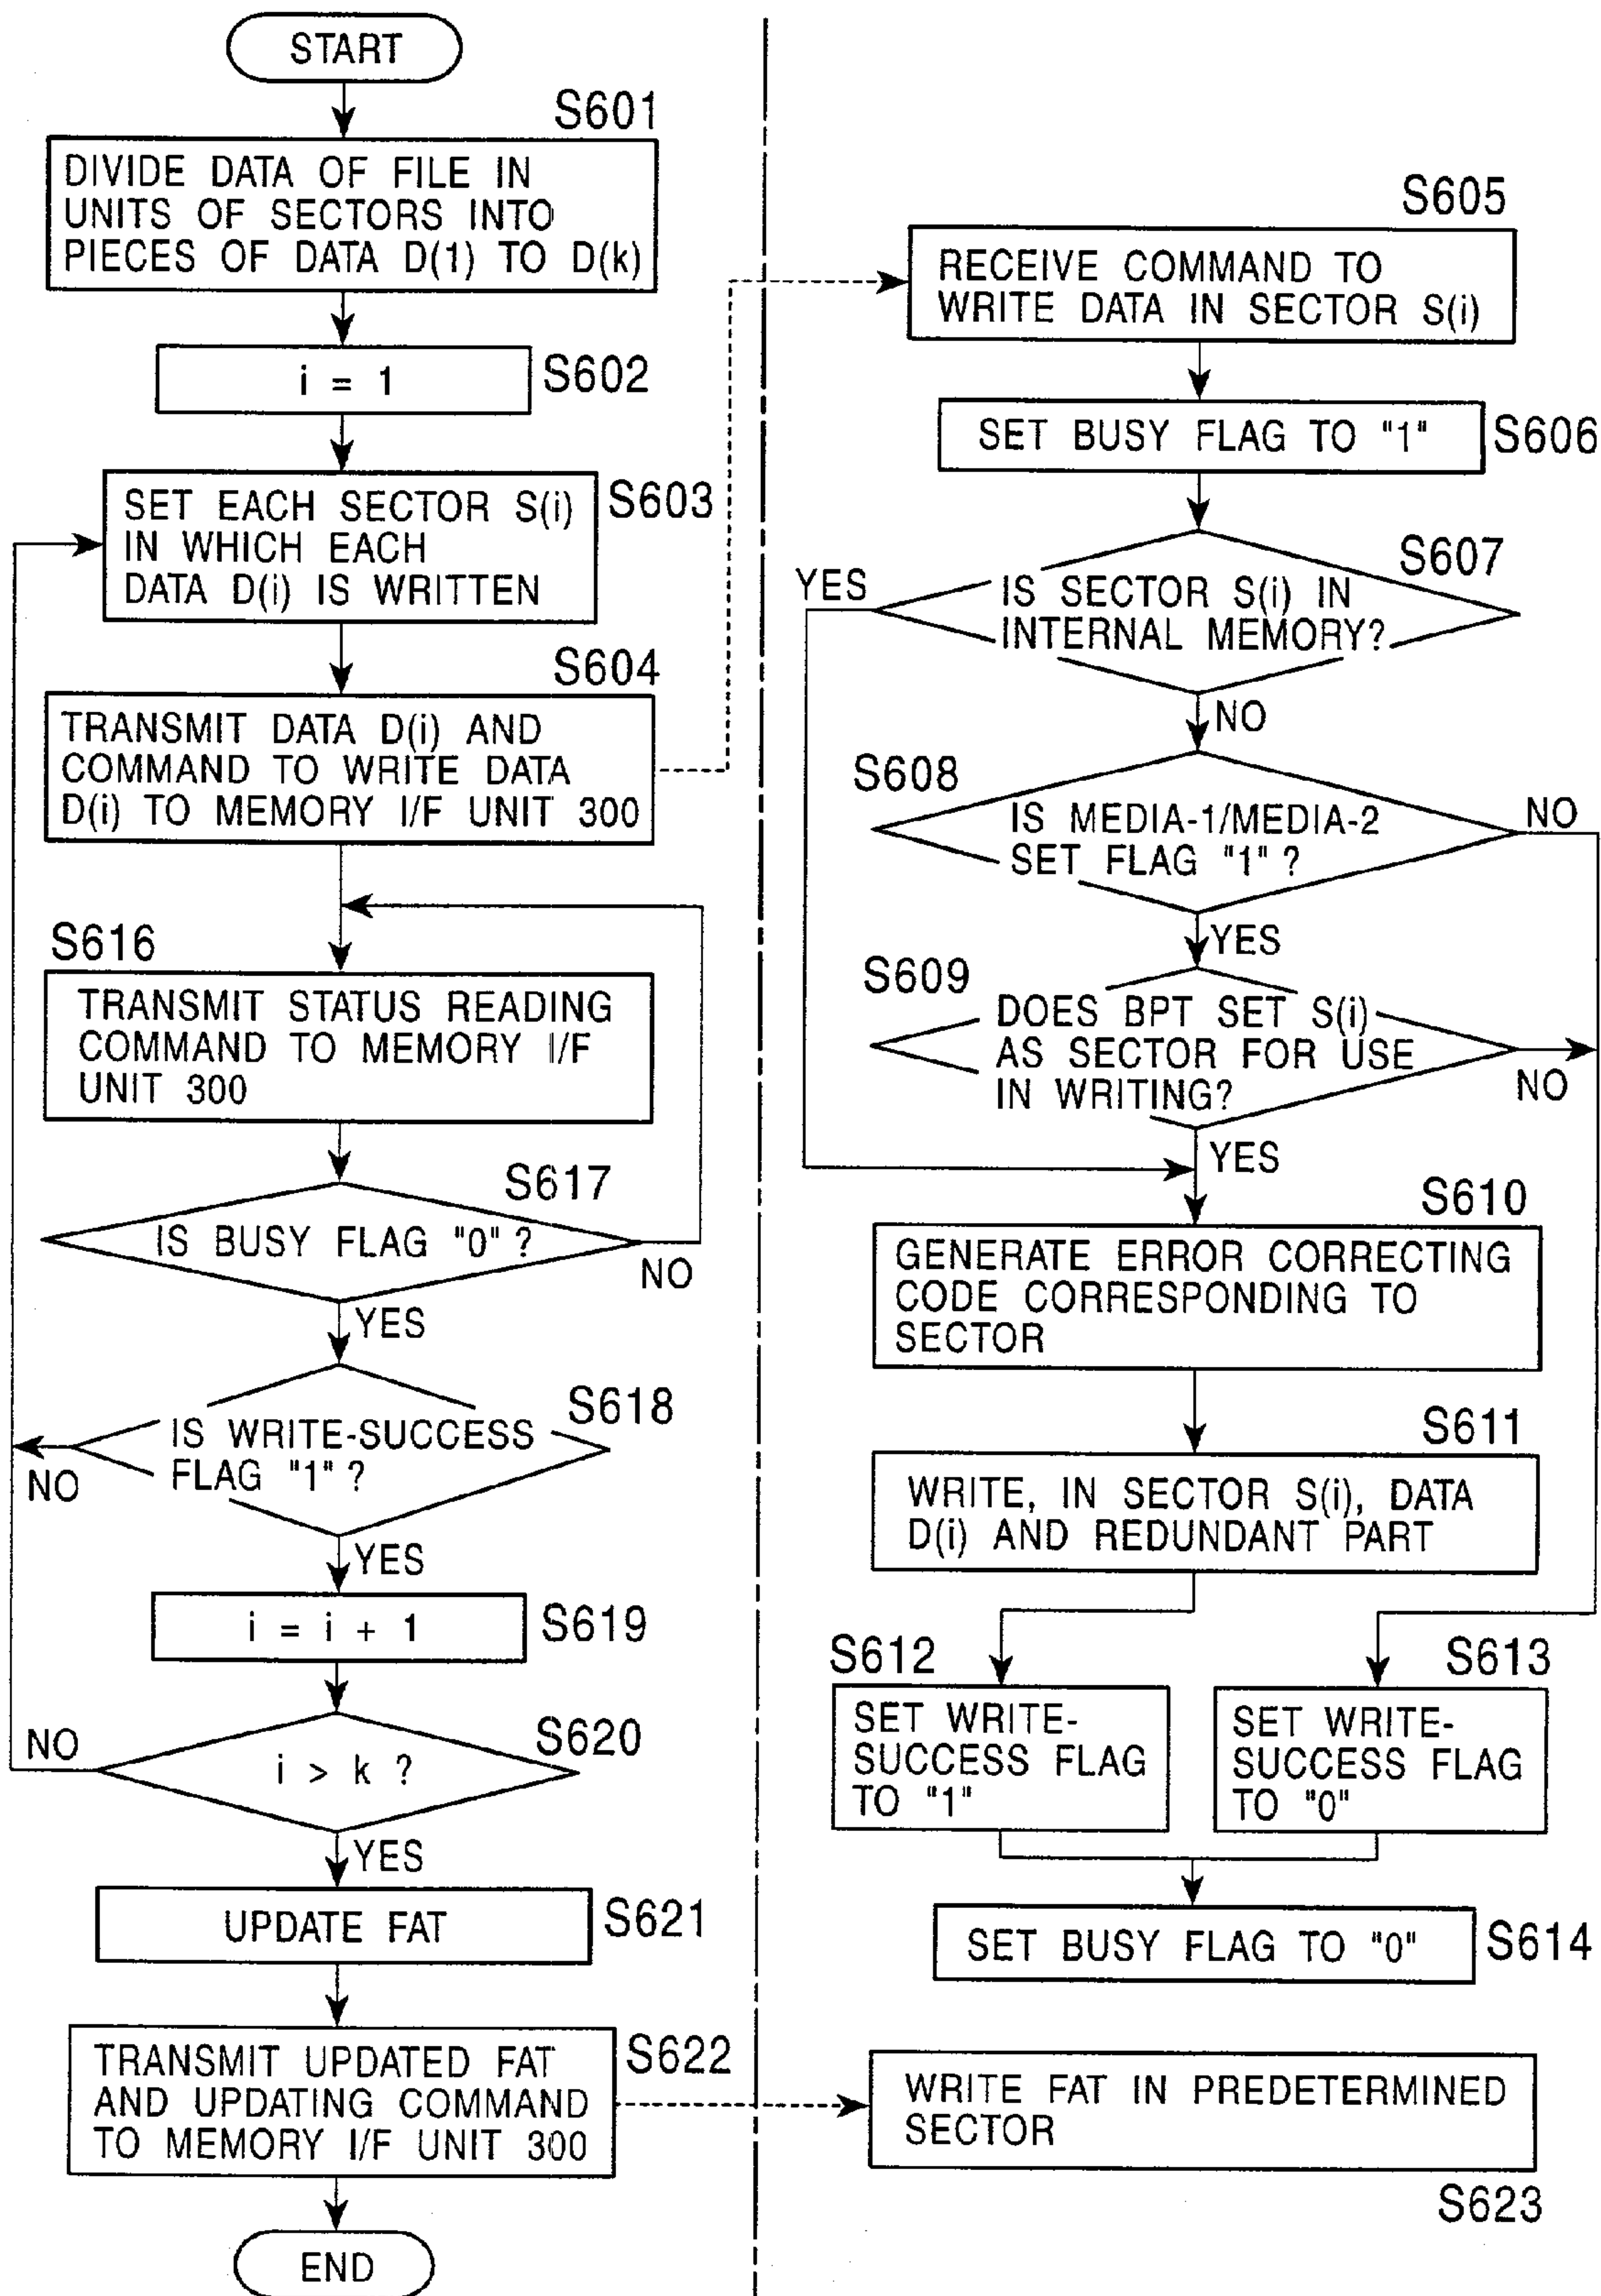 START
S601
DIVIDE DATA OF FILE IN
UNITS OF SECTORS INTO
PIECES OF DATA D(1) TO D(k)
i = 1
S602
SET EACH SECTOR S(i)
IN WHICH EACH
DATA D(i) IS WRITTEN
S603
S604
TRANSMIT DATA D(i) AND
COMMAND TO WRITE DATA
D(i) TO MEMORY I/F UNIT 300
S616
TRANSMIT STATUS READING
COMMAND TO MEMORY I/F
UNIT 300
S617
IS BUSY FLAG "0" ?
NO
YES
S618
IS WRITE-SUCCESS
FLAG "1" ?
NO
YES
i = i + 1
S619
NO
S620
i > k ?
YES
UPDATE FAT
S621
TRANSMIT UPDATED FAT
AND UPDATING COMMAND
TO MEMORY I/F UNIT 300
S622
END
S605
RECEIVE COMMAND TO
WRITE DATA IN SECTOR S(i)
SET BUSY FLAG TO "1"
S606
S607
YES
IS SECTOR S(i) IN
INTERNAL MEMORY?
NO
S608
IS MEDIA-1/MEDIA-2
SET FLAG "1" ?
NO
YES
S609
DOES BPT SET S(i)
AS SECTOR FOR USE
IN WRITING?
NO
YES
S610
GENERATE ERROR CORRECTING
CODE CORRESPONDING TO
SECTOR
S611
WRITE, IN SECTOR S(i), DATA
D(i) AND REDUNDANT PART
S612
SET WRITE-
SUCCESS FLAG
TO "1"
S613
SET WRITE-
SUCCESS FLAG
TO "0"
SET BUSY FLAG TO "0"
S614
WRITE FAT IN PREDETERMINED
SECTOR
S623